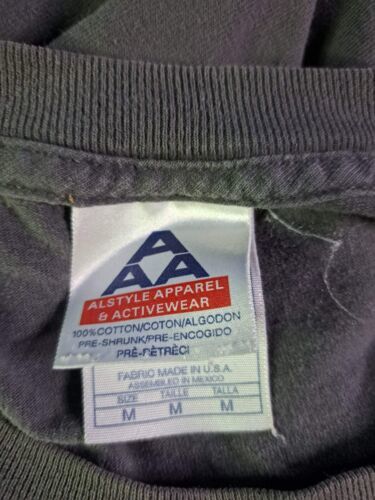 A
AA
ALSTYLE APPAREL
& ACTIVEWEAR
100% COTTON/COTON/ALGODON
PRE-SHRUNK/PRE-ENCOGIDO
PRÉ-RÉTRÉCI
FABRIC MADE IN U.S.A.
ASSEMBLED IN MEXICO
SIZE TAILLE TALLA
M M M